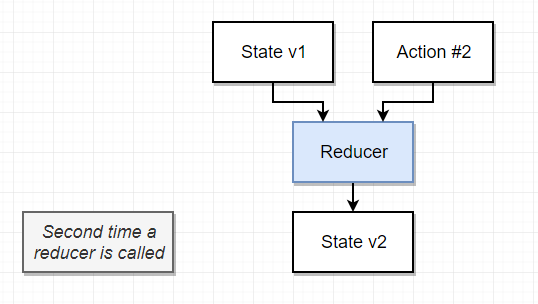 State v1
Action #2
Reducer
Second time a
reducer is called
State v2